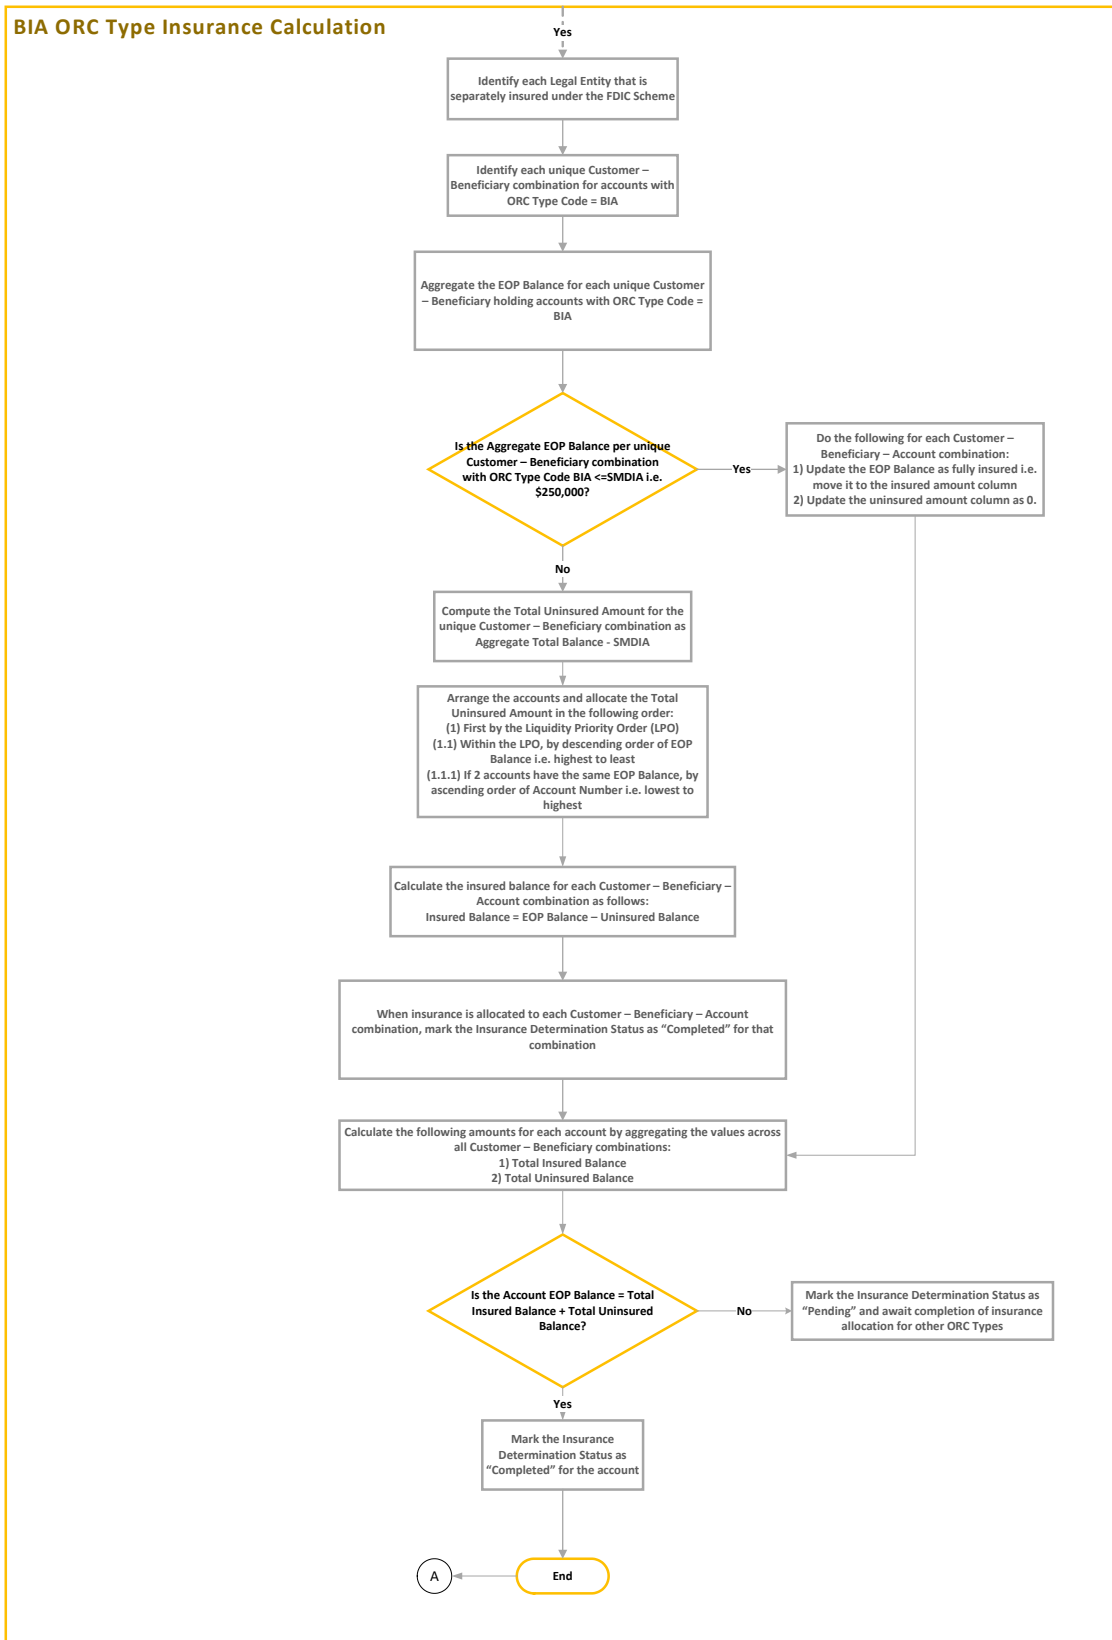 BIA ORC Type Insurance Calculation
Yes
Identify each Legal Entity that is
separately insured under the FDIC Scheme
Identify each unique Customer –
Beneficiary combination for accounts with
ORC Type Code = BIA
Aggregate the EOP Balance for each unique Customer
– Beneficiary holding accounts with ORC Type Code =
BIA
Is the Aggregate EOP Balance per unique
Customer – Beneficiary combination
with ORC Type Code BIA <=SMDIA i.e.
$250,000?
Yes
Do the following for each Customer –
Beneficiary – Account combination:
1) Update the EOP Balance as fully insured i.e.
move it to the insured amount column
2) Update the uninsured amount column as 0.
No
Compute the Total Uninsured Amount for the
unique Customer – Beneficiary combination as
Aggregate Total Balance - SMDIA
Arrange the accounts and allocate the Total
Uninsured Amount in the following order:
(1) First by the Liquidity Priority Order (LPO)
(1.1) Within the LPO, by descending order of EOP
Balance i.e. highest to least
(1.1.1) If 2 accounts have the same EOP Balance, by
ascending order of Account Number i.e. lowest to
highest
Calculate the insured balance for each Customer – Beneficiary –
Account combination as follows:
Insured Balance = EOP Balance – Uninsured Balance
When insurance is allocated to each Customer – Beneficiary – Account
combination, mark the Insurance Determination Status as “Completed” for that
combination
Calculate the following amounts for each account by aggregating the values across
all Customer – Beneficiary combinations:
1) Total Insured Balance
2) Total Uninsured Balance
Is the Account EOP Balance = Total
Insured Balance + Total Uninsured
Balance?
No
Mark the Insurance Determination Status as
“Pending” and await completion of insurance
allocation for other ORC Types
Yes
Mark the Insurance
Determination Status as
“Completed” for the account
A
End